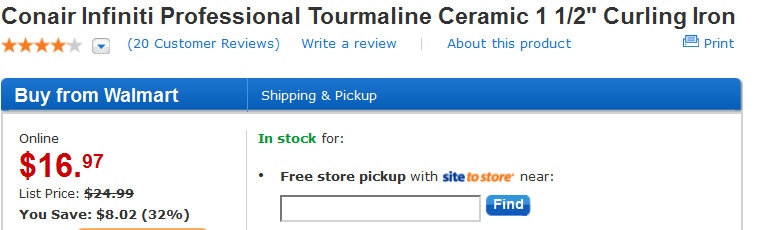 Conair Infiniti Professional Tourmaline Ceramic 1 1/2" Curling Iron
(20 Customer Reviews) Write a review | About this product Print
Buy from Walmart Shipping & Pickup
Online
In stock for:
$16.97
• Free store pickup with site to store near:
List Price: $24.99
You Save: $8.02 (32%)
Find